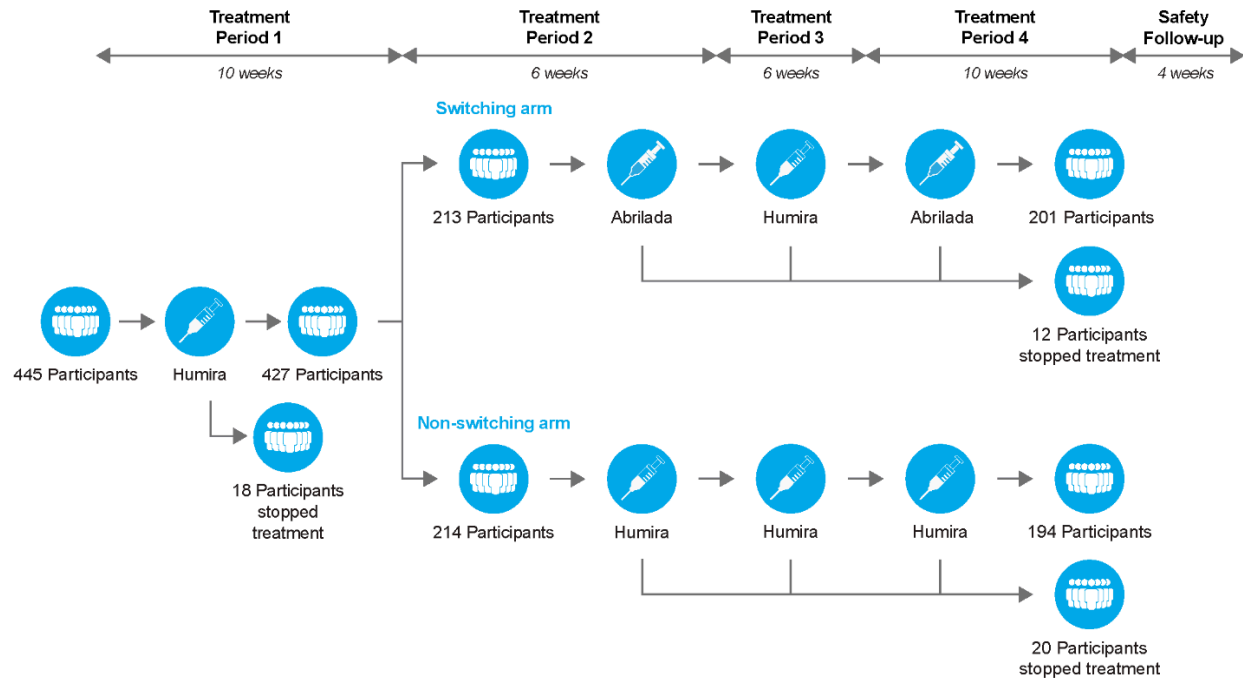 Treatment
Period 1
Treatment
Period 2
Treatment
Period 3
Treatment
Period 4
Safety
Follow-up
10 weeks
6 weeks
6 weeks
10 weeks
4 weeks
Switching arm
213 Participants
Abrilada
Humira
Abrilada
201 Participants
12 Participants
stopped treatment
445 Participants
Humira
427 Participants
18 Participants
stopped
treatment
Non-switching arm
214 Participants
Humira
Humira
Humira
194 Participants
20 Participants
stopped treatment